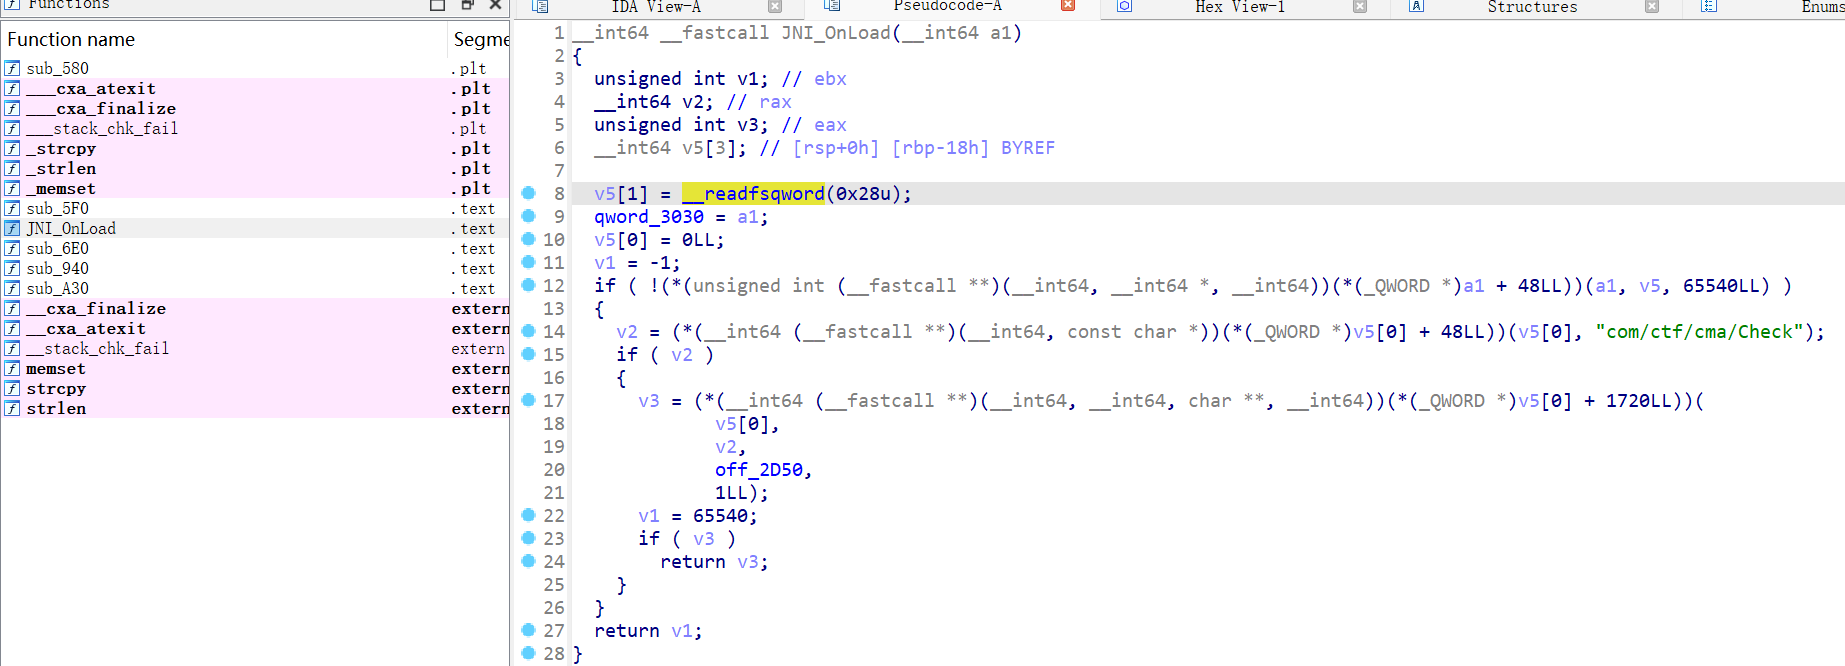 Functions
IDA View-A
Pseudocode-A
Hex View-1
Structures
Enums
Function name Segme
sub_580 .plt
___cxa_atexit .plt
___cxa_finalize .plt
___stack_chk_fail .plt
_strcpy .plt
_strlen .plt
_memset .plt
sub_5F0 .text
JNI_OnLoad .text
sub_6E0 .text
sub_940 .text
sub_A30 .text
__cxa_finalize extern
__cxa_atexit extern
__stack_chk_fail extern
memset extern
strcpy extern
strlen extern
1 __int64 __fastcall JNI_OnLoad(__int64 a1)
2 {
3 unsigned int v1; // ebx
4 __int64 v2; // rax
5 unsigned int v3; // eax
6 __int64 v5[3]; // [rsp+0h] [rbp-18h] BYREF
7
8 v5[1] = __readfsqword(0x28u);
9 qword_3030 = a1;
10 v5[0] = 0LL;
11 v1 = -1;
12 if ( !(*(unsigned int (__fastcall **)(__int64, __int64 *, __int64))(*(_QWORD *)a1 + 48LL))(a1, v5, 65540LL) )
13 {
14 v2 = (*(__int64 (__fastcall **)(__int64, const char *))(*(_QWORD *)v5[0] + 48LL))(v5[0], "com/ctf/cma/Check");
15 if ( v2 )
16 {
17 v3 = (*(__int64 (__fastcall **)(__int64, __int64, char **, __int64))(*(_QWORD *)v5[0] + 1720LL))(
18 v5[0],
19 v2,
20 off_2D50,
21 1LL);
22 v1 = 65540;
23 if ( v3 )
24 return v3;
25 }
26 }
27 return v1;
28 }